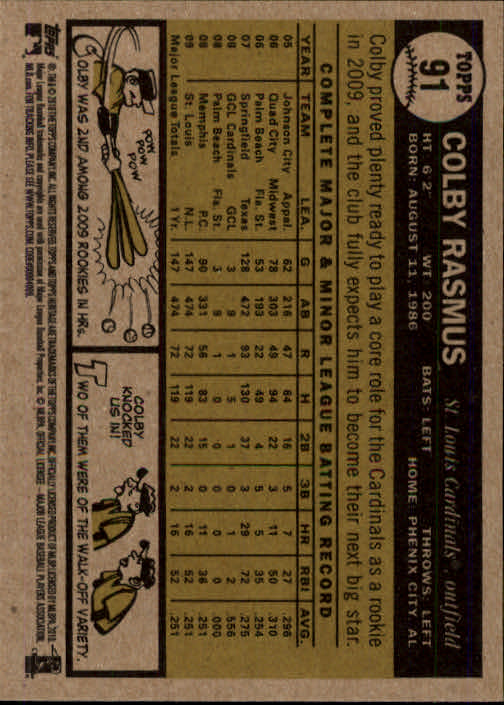 TOPPS
91
COLBY RASMUS
St. Louis Cardinals® outfield
HT: 6'2" WT: 200 BATS: LEFT THROWS: LEFT
BORN: AUGUST 11, 1986 HOME: PHENIX CITY, AL
Colby proved plenty ready to play a core role for the Cardinals as a rookie
in 2009, and the club fully expects him to become their next big star.
COMPLETE MAJOR & MINOR LEAGUE BATTING RECORD
YEAR TEAM LEA. G AB R H 2B 3B HR RBI AVG.
05 Johnson City Appal. 62 216 47 64 16 5 7 27 .296
06 Quad City Midwest 78 303 49 94 22 3 11 50 .310
06 Palm Beach Fla. St. 53 193 22 49 4 5 5 35 .254
07 Springfield Texas 128 472 93 130 37 3 29 72 .275
08 GCL Cardinals GCL 3 9 1 5 1 0 1 2 .556
08 Palm Beach Fla. St. 3 9 1 0 0 0 0 0 .000
08 Memphis P.C. 90 331 56 83 15 0 11 36 .251
09 St. Louis N.L. 147 474 72 119 22 2 16 52 .251
Major League Totals 1 Yr. 147 474 72 119 22 2 16 52 .251
POW
POW
POW
COLBY WAS 2ND AMONG 2009 ROOKIES IN HRs.
COLBY
KNOCKED
US IN!
TWO OF THEM WERE OF THE WALK-OFF VARIETY.
TOPPS